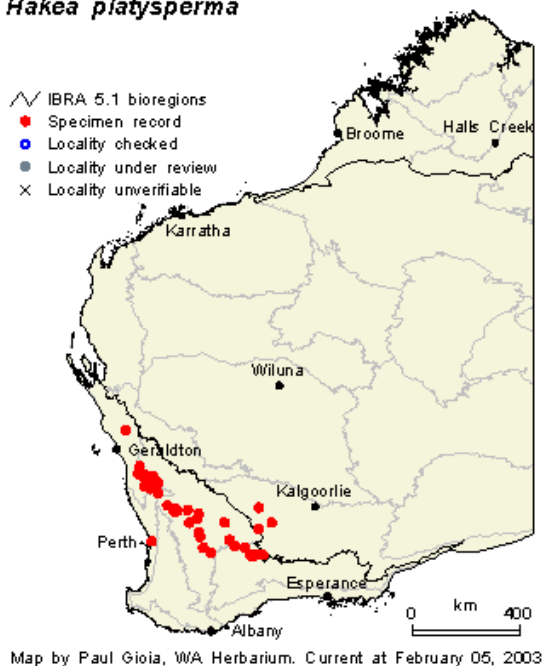 Hakea platysperma
IBRA 5.1 bioregions
Specimen record
Locality checked
Locality under review
Locality unverifiable
Broome
Halls Creek
Karratha
Wiluna
Geraldton
Kalgoorlie
Perth
Esperance
Albany
0 km 400
Map by Paul Gioia, WA Herbarium. Current at February 05, 2003